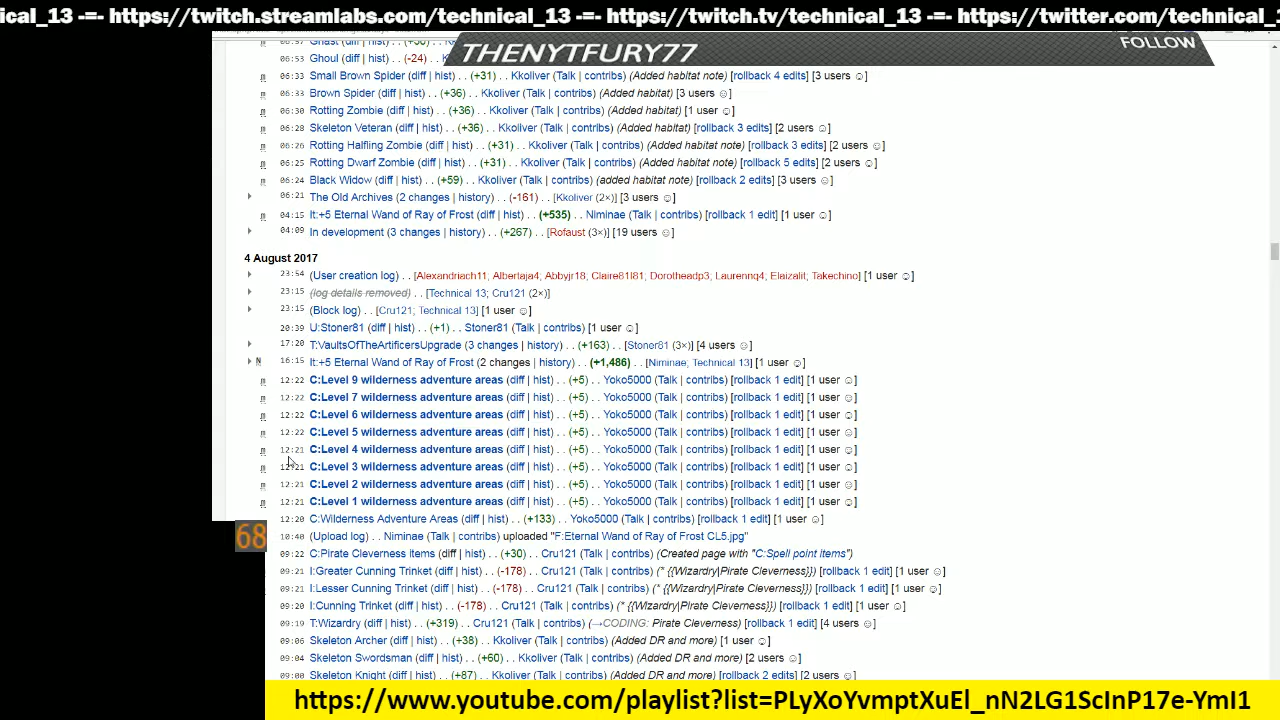 ical_13 -=- https://twitch.streamlabs.com/technical_13 -=- https://twitch.tv/technical_13 -=- https://twitter.com/technical_1
THENYTFURY77
FOLLOW
06:57 Ghast (diff | hist) . . (+30) . . Kk
06:53 Ghoul (diff | hist) . . (-24) . . K
m 06:33 Small Brown Spider (diff | hist) . . (+31) . . Kkoliver (Talk | contribs) (Added habitat note) [rollback 4 edits] [3 users ☺]
m 06:33 Brown Spider (diff | hist) . . (+36) . . Kkoliver (Talk | contribs) (Added habitat) [3 users ☺]
m 06:30 Rotting Zombie (diff | hist) . . (+36) . . Kkoliver (Talk | contribs) (Added habitat) [1 user ☺]
m 06:28 Skeleton Veteran (diff | hist) . . (+36) . . Kkoliver (Talk | contribs) (Added habitat) [rollback 3 edits] [2 users ☺]
m 06:26 Rotting Halfling Zombie (diff | hist) . . (+31) . . Kkoliver (Talk | contribs) (Added habitat note) [rollback 3 edits] [2 users ☺]
m 06:25 Rotting Dwarf Zombie (diff | hist) . . (+31) . . Kkoliver (Talk | contribs) (Added habitat note) [rollback 5 edits] [2 users ☺]
m 06:24 Black Widow (diff | hist) . . (+59) . . Kkoliver (Talk | contribs) (added habitat note) [rollback 2 edits] [3 users ☺]
06:21 The Old Archives (2 changes | history) . . (-161) . . [Kkoliver (2×)] [3 users ☺]
m 04:15 It:+5 Eternal Wand of Ray of Frost (diff | hist) . . (+535) . . Niminae (Talk | contribs) [rollback 1 edit] [1 user ☺]
04:09 In development (3 changes | history) . . (+267) . . [Rofaust (3×)] [19 users ☺]
4 August 2017
23:54 (User creation log) . . [Alexandriach11; Albertaja4; Abbyjr18; Claire81l81; Dorotheadp3; Laurennq4; Elaizalit; Takechino] [1 user ☺]
23:15 (log details removed) . . [Technical 13; Cru121 (2×)]
23:15 (Block log) . . [Cru121; Technical 13] [1 user ☺]
20:39 U:Stoner81 (diff | hist) . . (+1) . . Stoner81 (Talk | contribs) [1 user ☺]
17:20 T:VaultsOfTheArtificersUpgrade (3 changes | history) . . (+163) . . [Stoner81 (3×)] [4 users ☺]
N 16:15 It:+5 Eternal Wand of Ray of Frost (2 changes | history) . . (+1,486) . . [Niminae; Technical 13] [1 user ☺]
m 12:22 C:Level 9 wilderness adventure areas (diff | hist) . . (+5) . . Yoko5000 (Talk | contribs) [rollback 1 edit] [1 user ☺]
m 12:22 C:Level 7 wilderness adventure areas (diff | hist) . . (+5) . . Yoko5000 (Talk | contribs) [rollback 1 edit] [1 user ☺]
m 12:22 C:Level 6 wilderness adventure areas (diff | hist) . . (+5) . . Yoko5000 (Talk | contribs) [rollback 1 edit] [1 user ☺]
m 12:22 C:Level 5 wilderness adventure areas (diff | hist) . . (+5) . . Yoko5000 (Talk | contribs) [rollback 1 edit] [1 user ☺]
m 12:21 C:Level 4 wilderness adventure areas (diff | hist) . . (+5) . . Yoko5000 (Talk | contribs) [rollback 1 edit] [1 user ☺]
m 12:21 C:Level 3 wilderness adventure areas (diff | hist) . . (+5) . . Yoko5000 (Talk | contribs) [rollback 1 edit] [1 user ☺]
m 12:21 C:Level 2 wilderness adventure areas (diff | hist) . . (+5) . . Yoko5000 (Talk | contribs) [rollback 1 edit] [1 user ☺]
m 12:21 C:Level 1 wilderness adventure areas (diff | hist) . . (+5) . . Yoko5000 (Talk | contribs) [rollback 1 edit] [1 user ☺]
12:20 C:Wilderness Adventure Areas (diff | hist) . . (+133) . . Yoko5000 (Talk | contribs) [rollback 1 edit] [1 user ☺]
68
10:40 (Upload log) . . Niminae (Talk | contribs) uploaded "F:Eternal Wand of Ray of Frost CL5.jpg"
09:22 C:Pirate Cleverness items (diff | hist) . . (+30) . . Cru121 (Talk | contribs) (Created page with "C:Spell point items")
09:21 I:Greater Cunning Trinket (diff | hist) . . (-178) . . Cru121 (Talk | contribs) (* {{Wizardry|Pirate Cleverness}}) [rollback 1 edit] [1 user ☺]
09:21 I:Lesser Cunning Trinket (diff | hist) . . (-178) . . Cru121 (Talk | contribs) (* {{Wizardry|Pirate Cleverness}}) [rollback 1 edit] [1 user ☺]
09:20 I:Cunning Trinket (diff | hist) . . (-178) . . Cru121 (Talk | contribs) (* {{Wizardry|Pirate Cleverness}}) [rollback 1 edit] [1 user ☺]
09:19 T:Wizardry (diff | hist) . . (+319) . . Cru121 (Talk | contribs) (→CODING: Pirate Cleverness) [rollback 1 edit] [4 users ☺]
09:06 Skeleton Archer (diff | hist) . . (+38) . . Kkoliver (Talk | contribs) (Added DR and more) [1 user ☺]
09:04 Skeleton Swordsman (diff | hist) . . (+60) . . Kkoliver (Talk | contribs) (Added DR and more) [2 users ☺]
09:00 Skeleton Knight (diff | hist) . . (+87) . . Kkoliver (Talk | contribs) (Added DR and more) [rollback 2 edits] [2 users ☺]
https://www.youtube.com/playlist?list=PLyXoYvmptXuEl_nN2LG1ScInP17e-YmI1